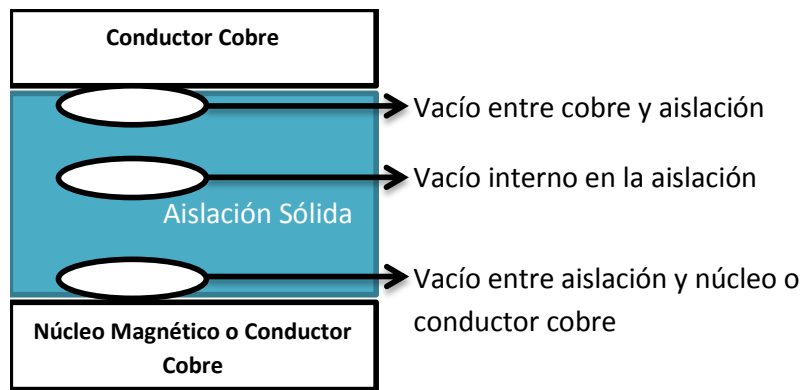 Conductor Cobre
Vacío entre cobre y aislación
Vacío interno en la aislación
Aislación Sólida
Vacío entre aislación y núcleo o
conductor cobre
Núcleo Magnético o Conductor
Cobre